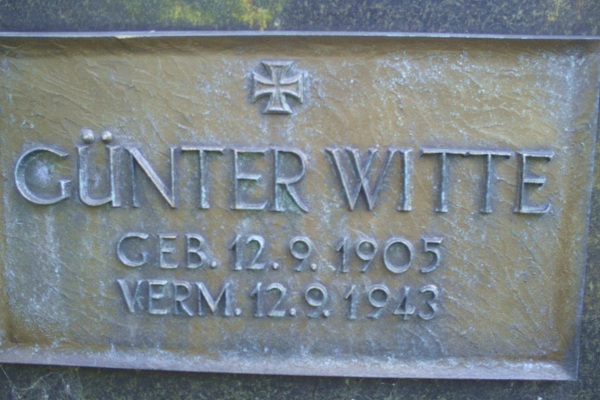 GÜNTER WITTE
GEB. 12.9.1905
VERM. 12.9.1943